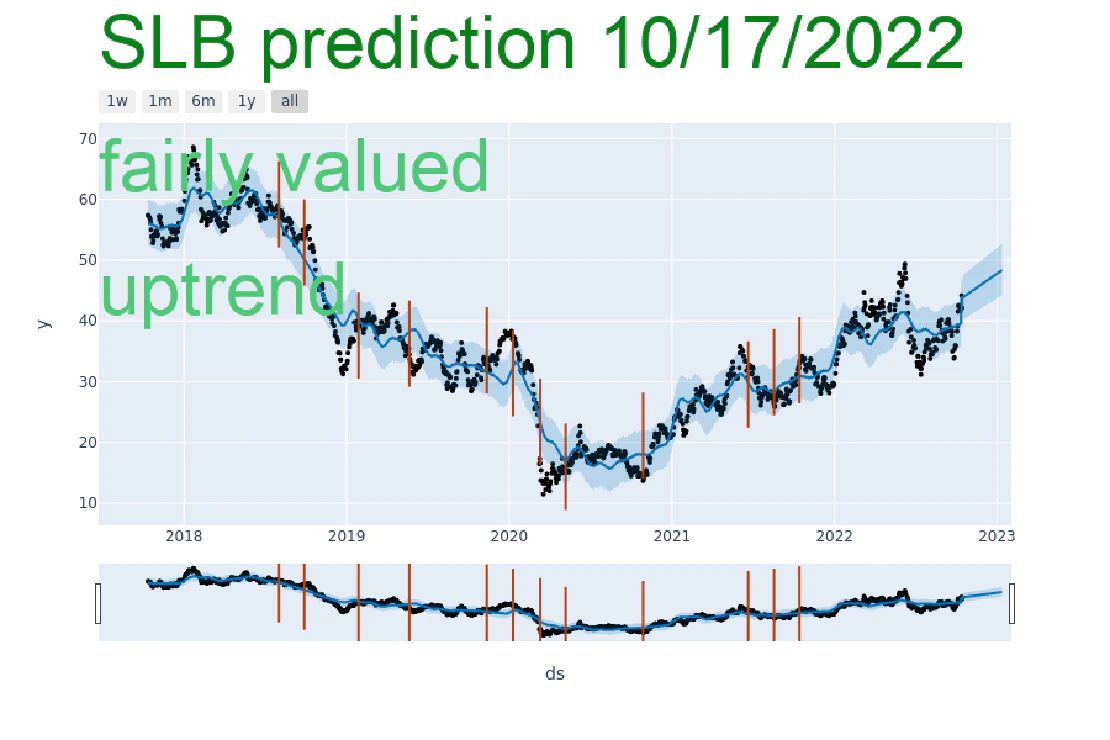 SLB prediction 10/17/2022
1w 1m 6m 1y all
70
fairly valued
60
50
uptrend
40
y
30
20
10
2018 2019 2020 2021 2022 2023
ds